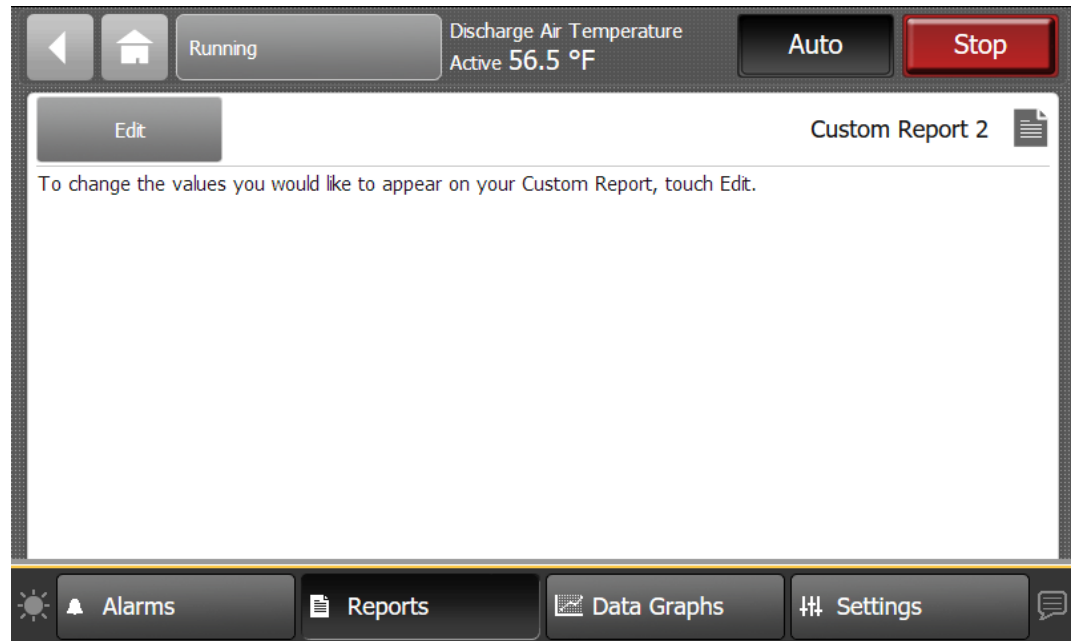 Running
Discharge Air Temperature
Active 56.5 °F
Auto
Stop
Edit
Custom Report 2
To change the values you would like to appear on your Custom Report, touch Edit.
Alarms
Reports
Data Graphs
Settings